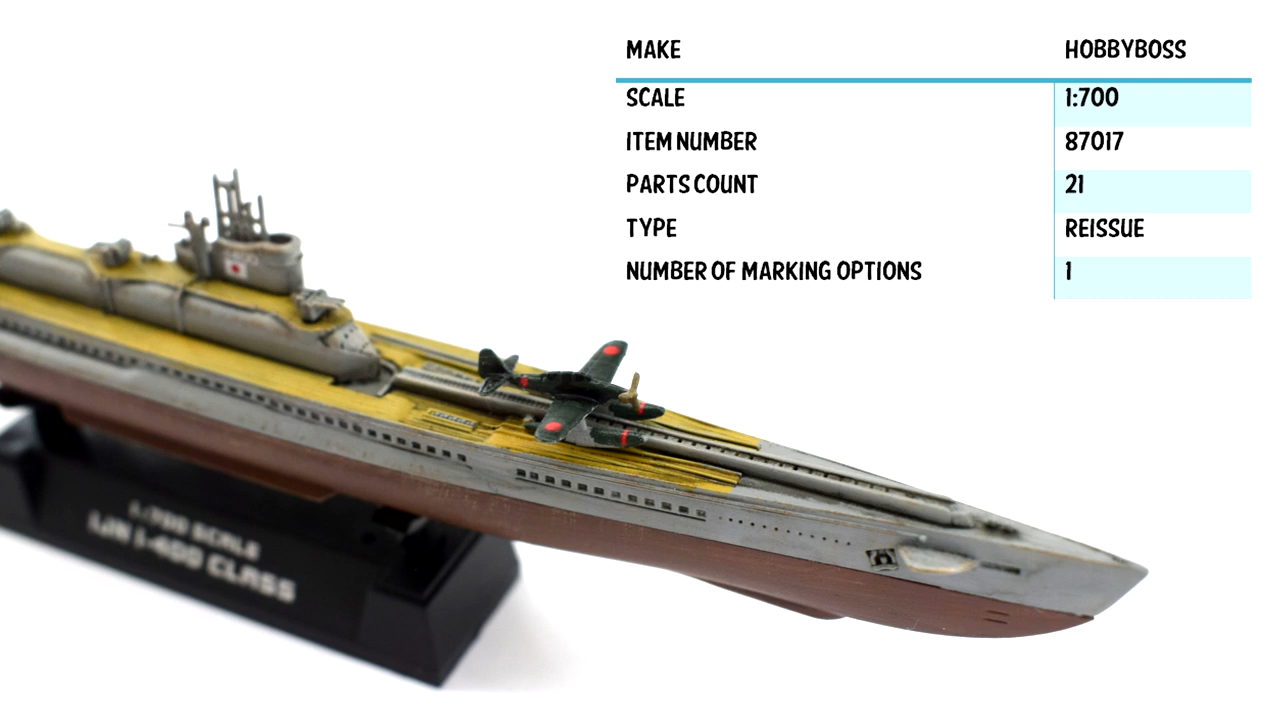 MAKE HOBBYBOSS
SCALE 1:700
ITEM NUMBER 87017
PARTS COUNT 21
TYPE REISSUE
NUMBER OF MARKING OPTIONS 1
1:700 SCALE
IJN I-400 CLASS